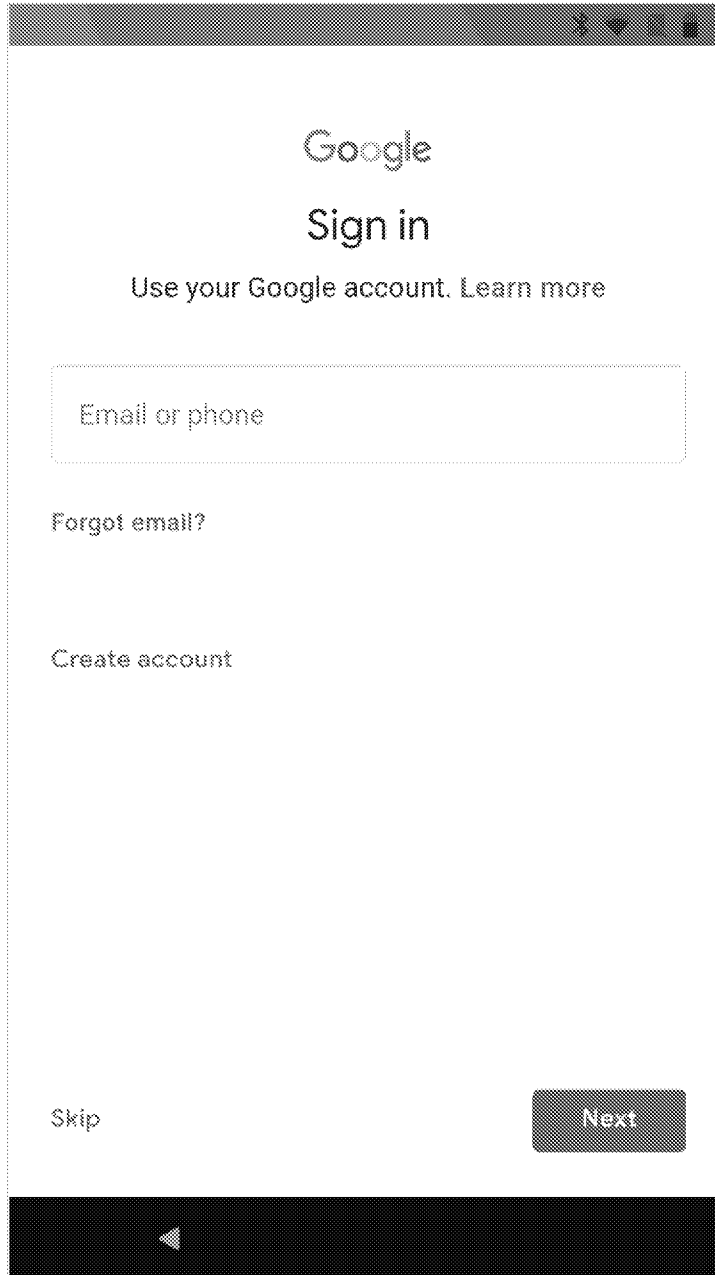 Google
Sign in
Use your Google account. Learn more
Email or phone
Forgot email?
Create account
Skip
Next